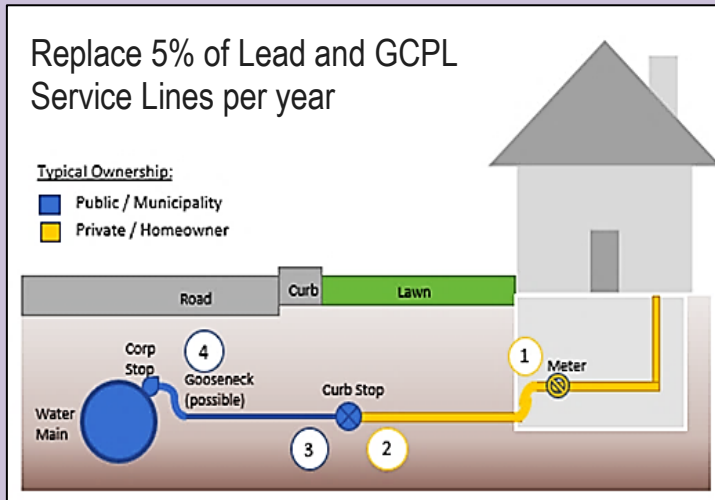 Replace 5% of Lead and GCPL
Service Lines per year
Typical Ownership:
Public / Municipality
Private / Homeowner
Road
Curb
Lawn
Corp
Stop
4
Gooseneck
(possible)
1
Meter
Curb Stop
Water
Main
3
2